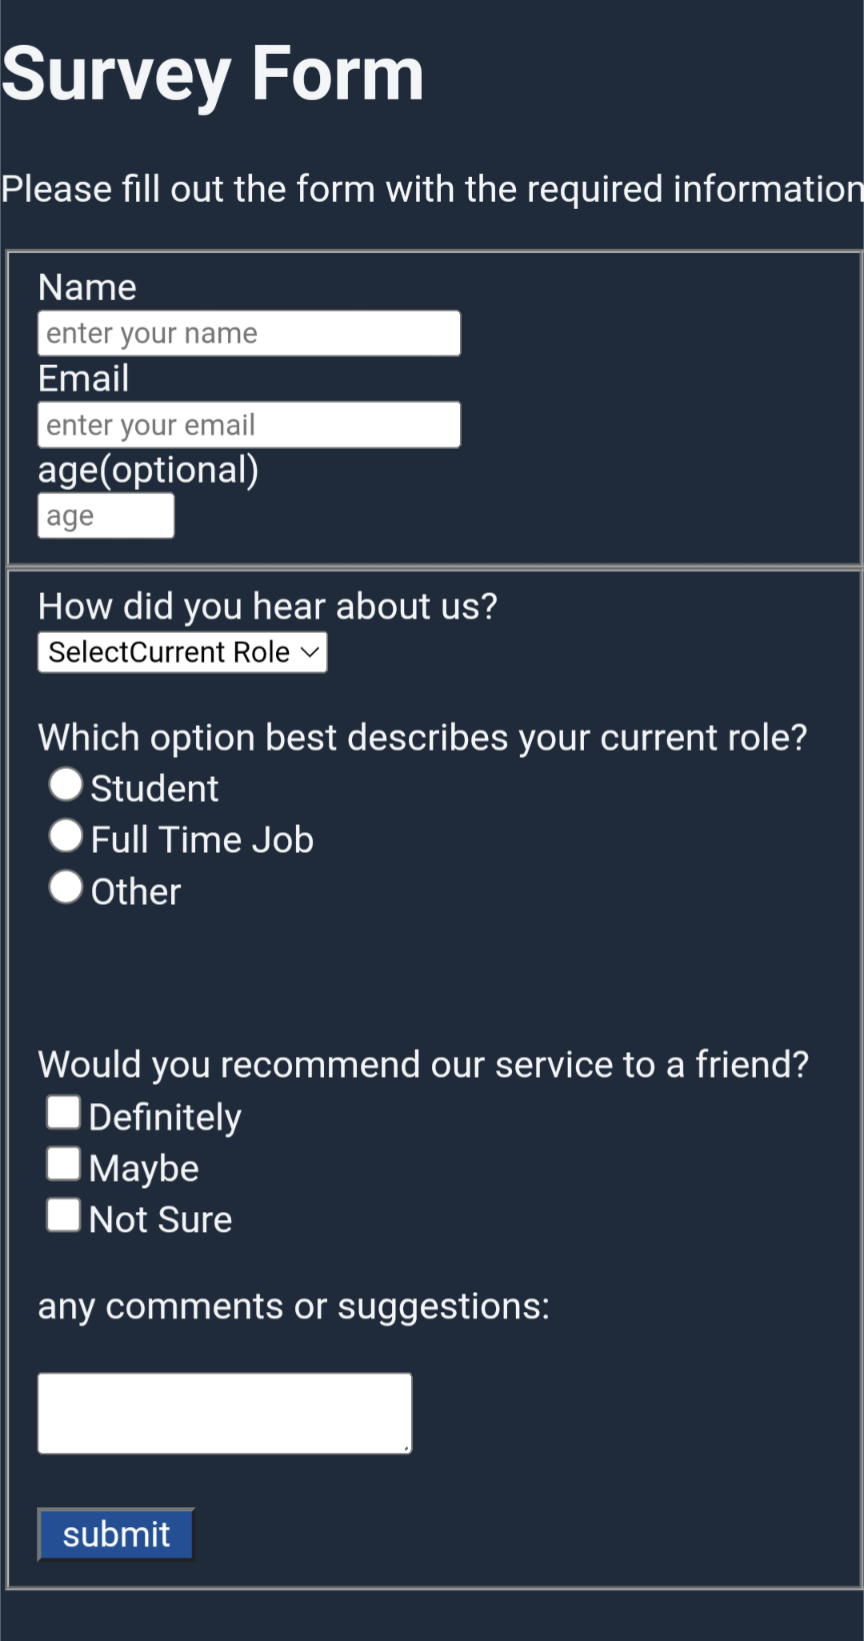 Survey Form
Please fill out the form with the required information
Name
enter your name
Email
enter your email
age(optional)
age
How did you hear about us?
SelectCurrent Role
Which option best describes your current role?
Student
Full Time Job
Other
Would you recommend our service to a friend?
Definitely
Maybe
Not Sure
any comments or suggestions:
submit